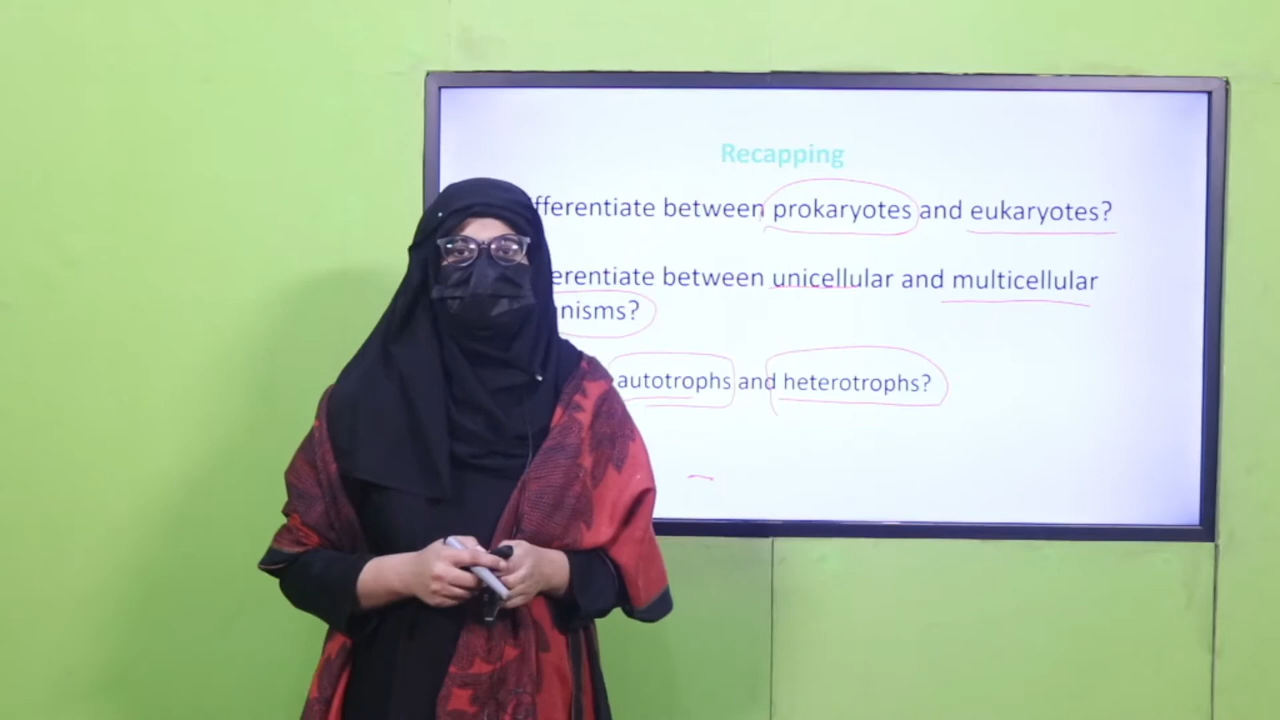 Recapping
fferentiate between prokaryotes and eukaryotes?
erentiate between unicellular and multicellular
nisms?
autotrophs and heterotrophs?